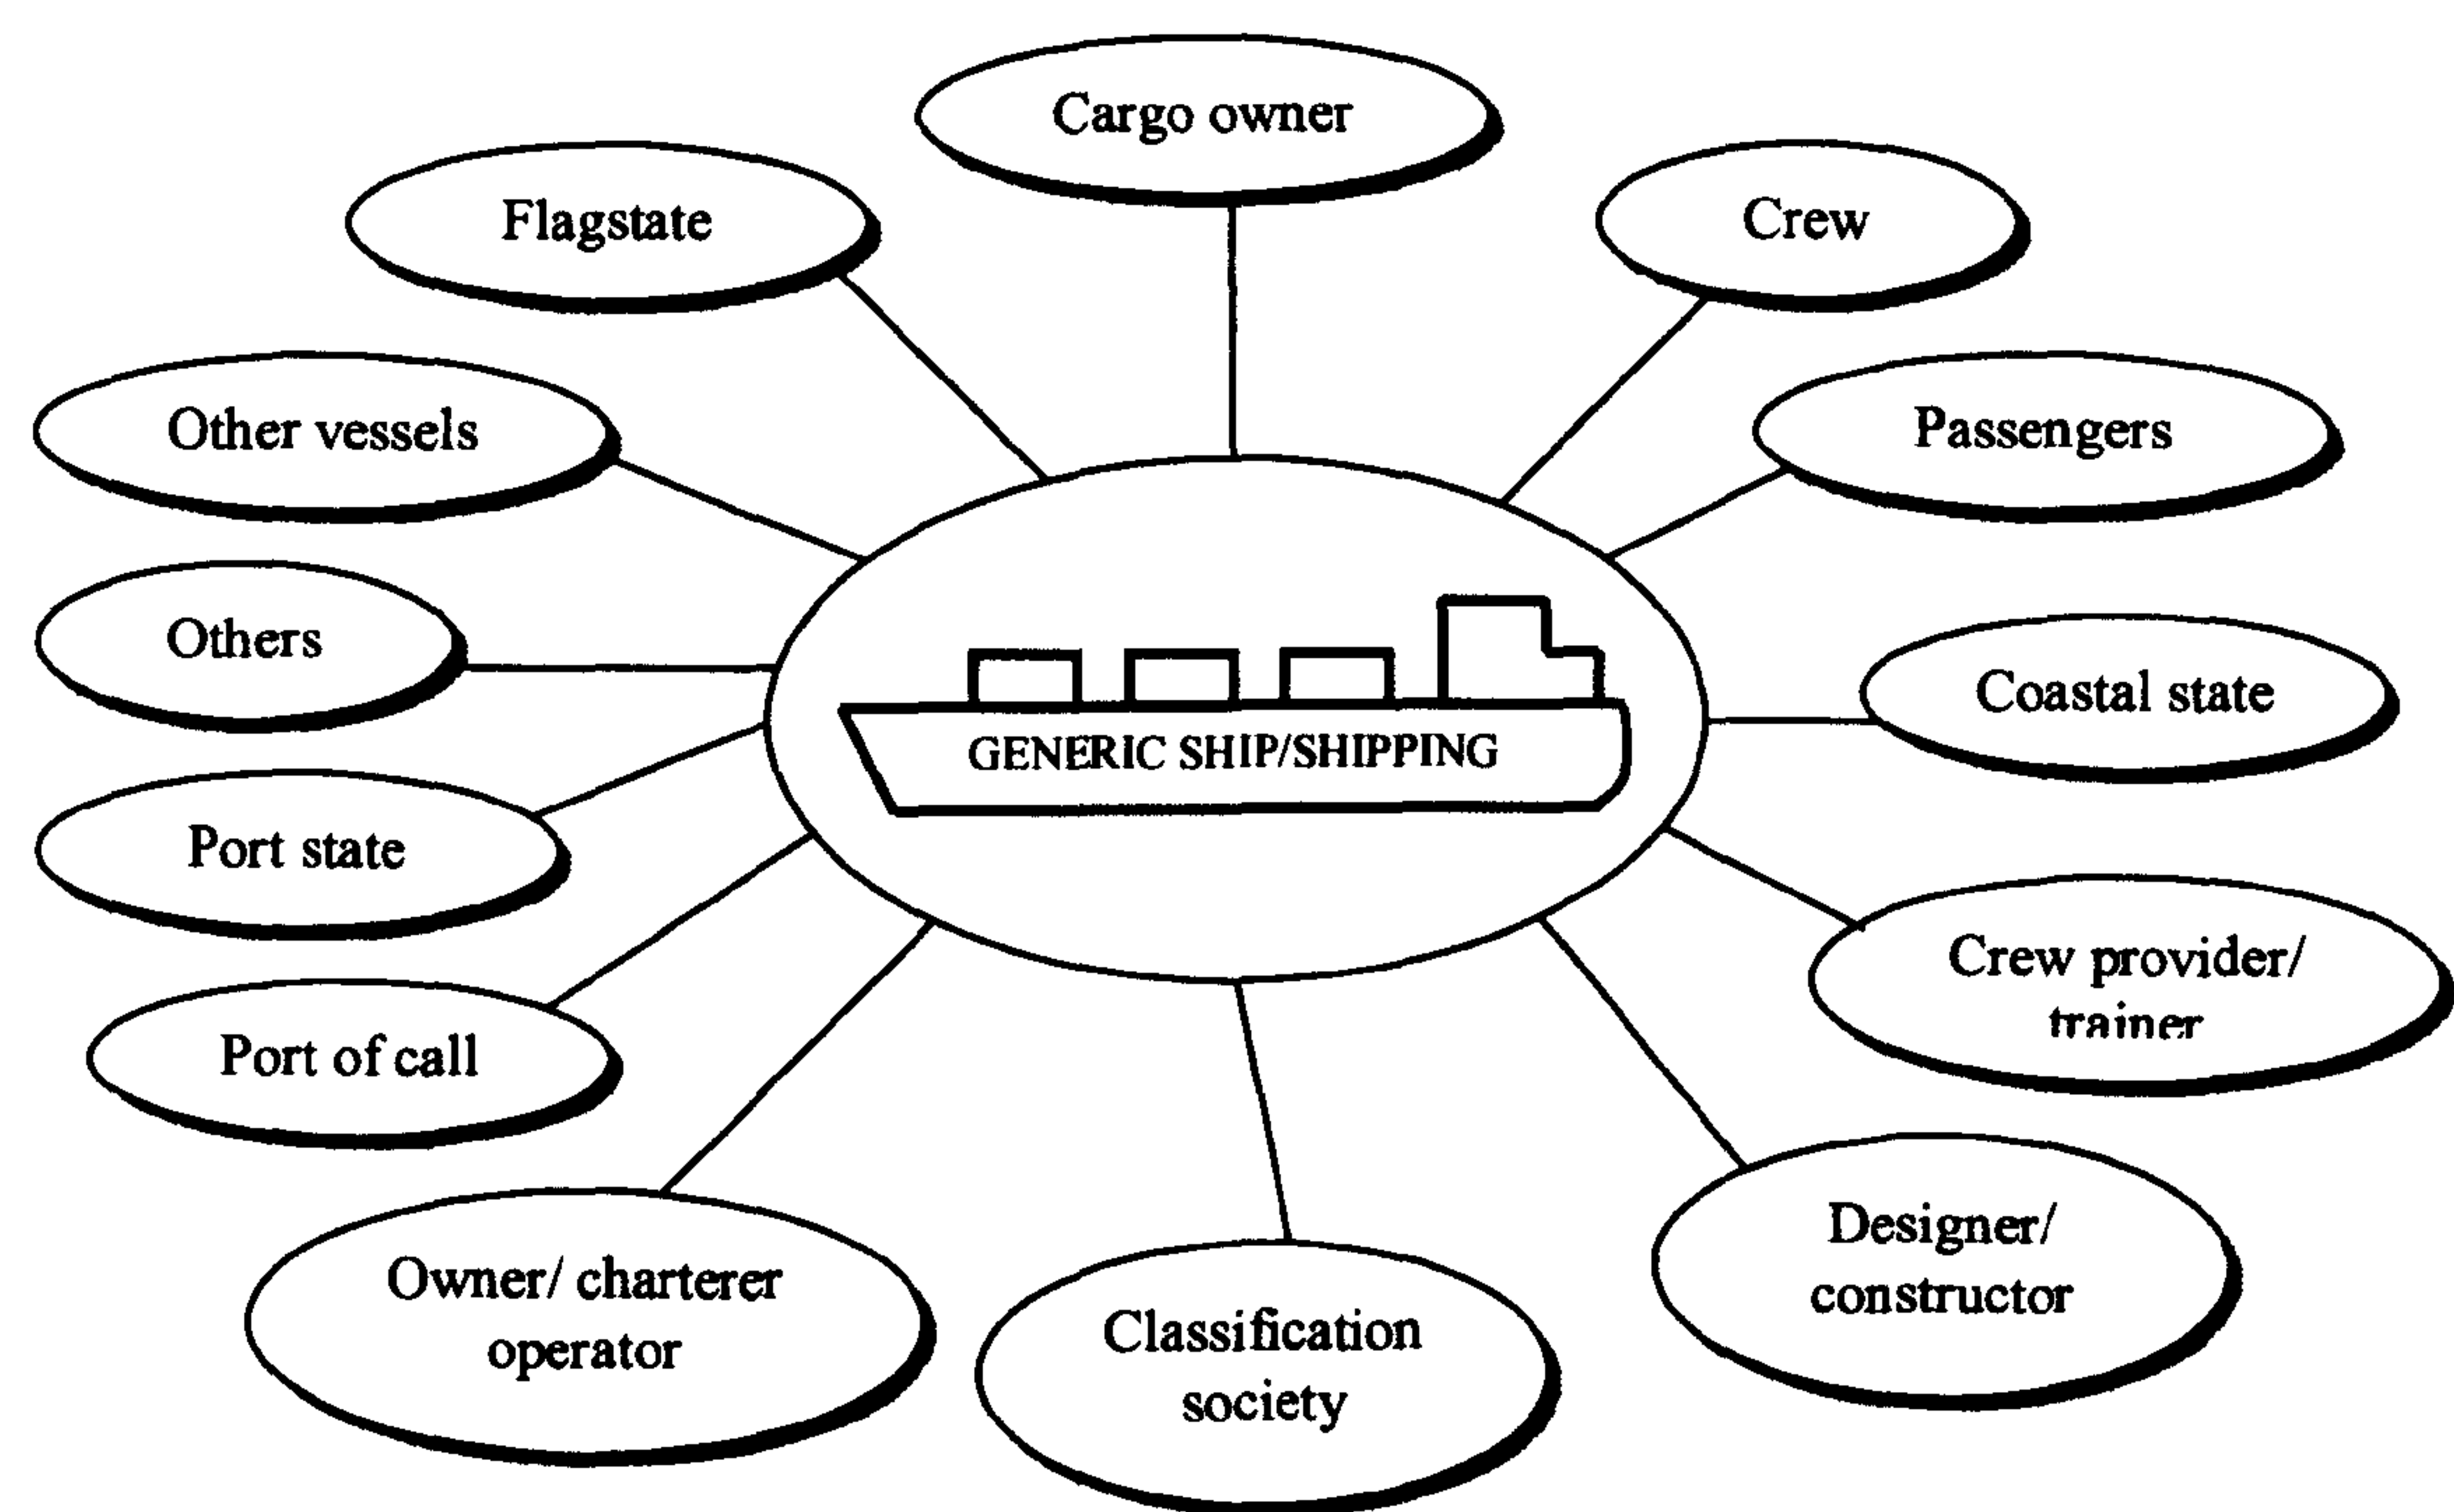 Cargo owner
Flagstate
Crew
Other vessels
Passengers
Others
Coastal state
GENERIC SHIP/SHIPPING
Port state
Crew provider/
trainer
Port of call
Designer/
constructor
Owner/ charterer
operator
Classification
society